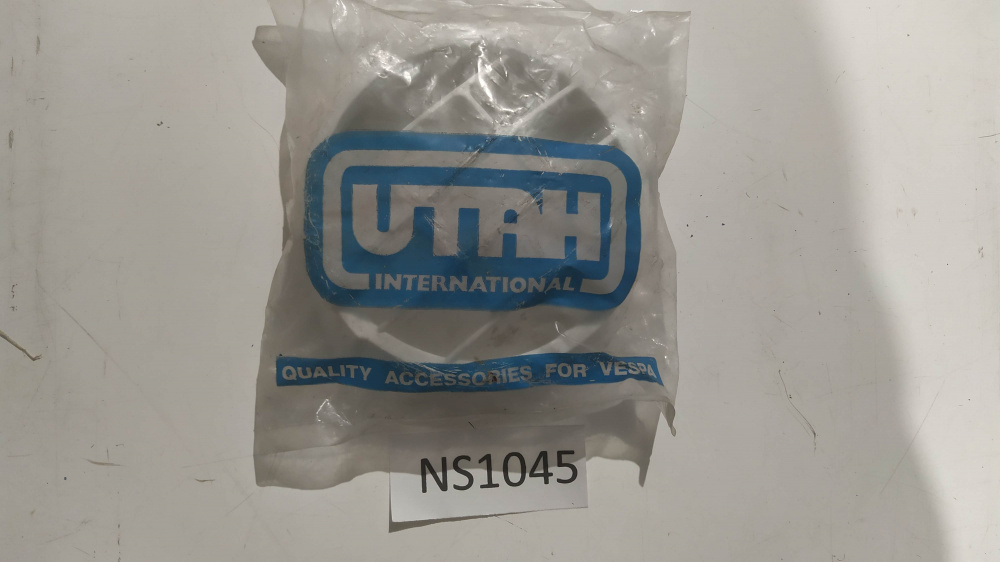 UTAH
INTERNATIONAL
QUALITY ACCESSORIES FOR VESPA
NS1045